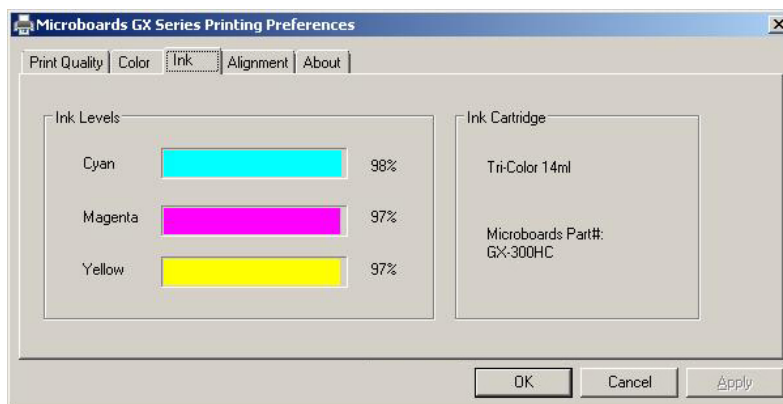 Microboards GX Series Printing Preferences
Print Quality Color Ink Alignment About
Ink Levels
Cyan 98%
Magenta 97%
Yellow 97%
Ink Cartridge
Tri-Color 14ml
Microboards Part#:
GX-300HC
OK Cancel Apply